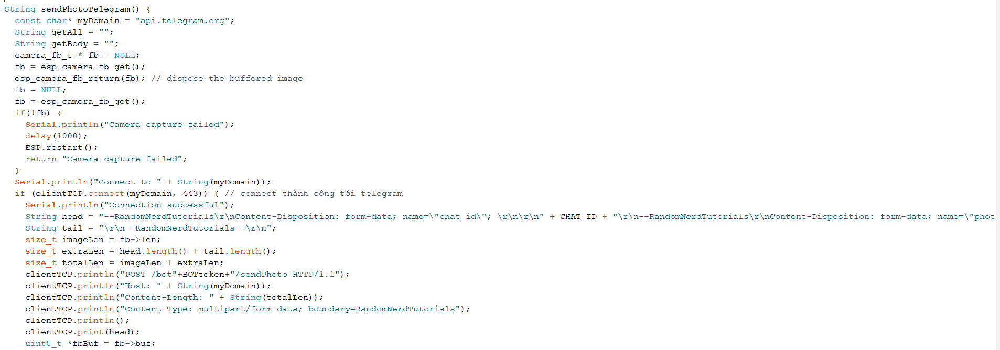 String sendPhotoTelegram() {
  const char* myDomain = "api.telegram.org";
  String getAll = "";
  String getBody = "";
  camera_fb_t * fb = NULL;
  fb = esp_camera_fb_get();
  esp_camera_fb_return(fb); // dispose the buffered image
  fb = NULL;
  fb = esp_camera_fb_get();
  if(!fb) {
    Serial.println("Camera capture failed");
    delay(1000);
    ESP.restart();
    return "Camera capture failed";
  }
  Serial.println("Connect to " + String(myDomain));
  if (clientTCP.connect(myDomain, 443)) { // connect thành công tới telegram
    Serial.println("Connection successful");
    String head = "--RandomNerdTutorials\r\nContent-Disposition: form-data; name=\"chat_id\"; \r\n\r\n" + CHAT_ID + "\r\n--RandomNerdTutorials\r\nContent-Disposition: form-data; name=\"phot
    String tail = "\r\n--RandomNerdTutorials--\r\n";
    size_t imageLen = fb->len;
    size_t extraLen = head.length() + tail.length();
    size_t totalLen = imageLen + extraLen;
    clientTCP.println("POST /bot"+BOTtoken+"/sendPhoto HTTP/1.1");
    clientTCP.println("Host: " + String(myDomain));
    clientTCP.println("Content-Length: " + String(totalLen));
    clientTCP.println("Content-Type: multipart/form-data; boundary=RandomNerdTutorials");
    clientTCP.println();
    clientTCP.print(head);
    uint8_t *fbBuf = fb->buf;